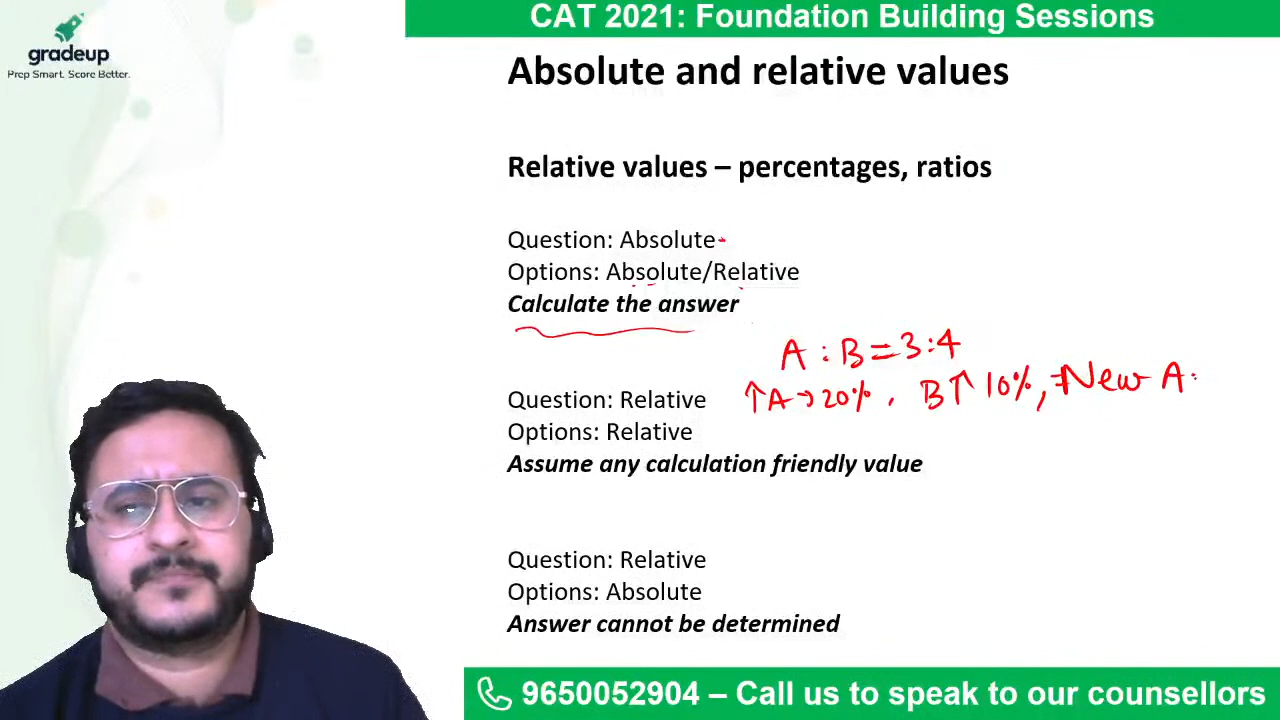 CAT 2021: Foundation Building Sessions
gradeup
Prep Smart. Score Better.
Absolute and relative values
Relative values – percentages, ratios
Question: Absolute
Options: Absolute/Relative
Calculate the answer
A : B = 3:4
↑A → 20%, B↑ 10%, New A:
Question: Relative
Options: Relative
Assume any calculation friendly value
Question: Relative
Options: Absolute
Answer cannot be determined
9650052904 – Call us to speak to our counsellors